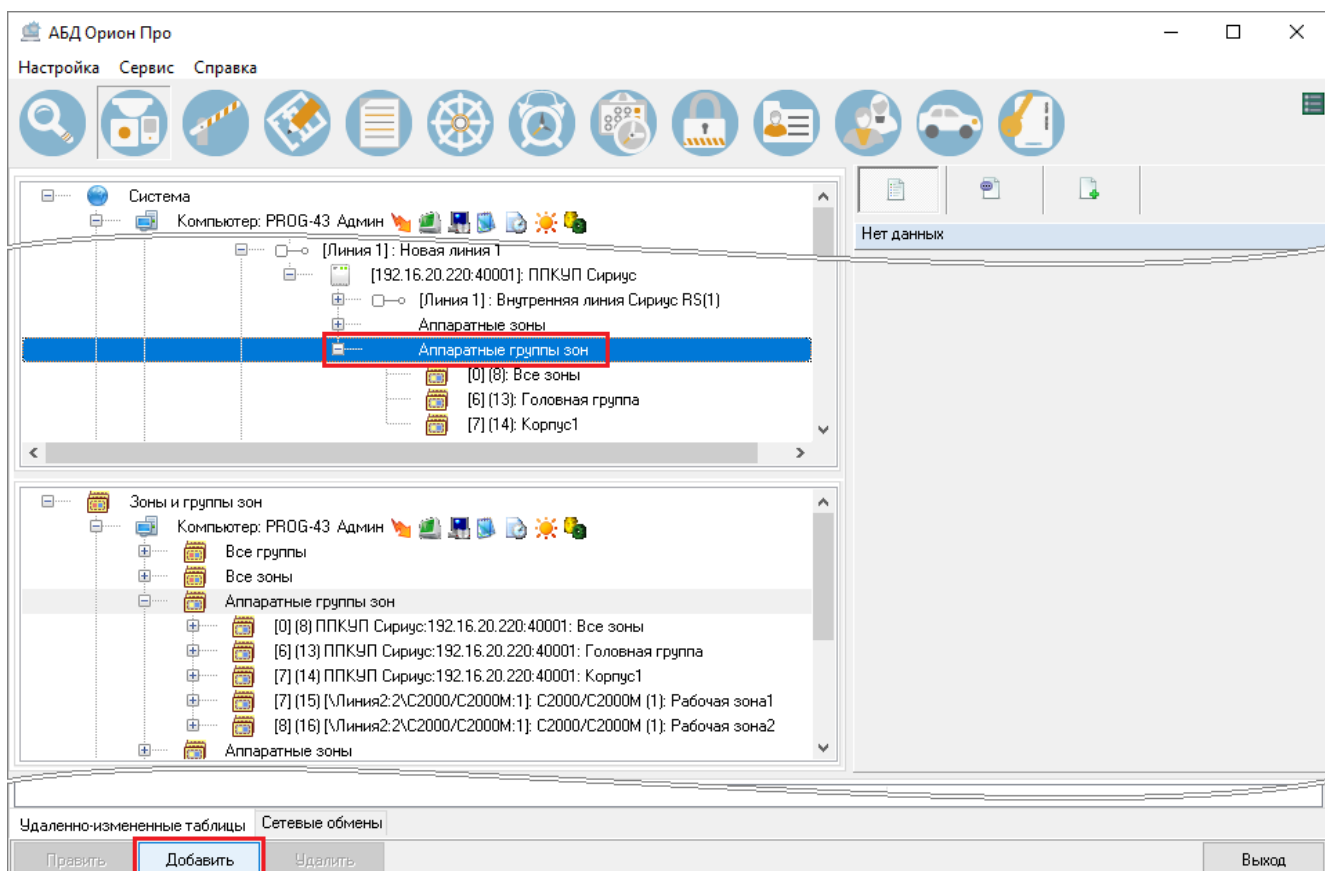 АБД Орион Про
Настройка Сервис Справка
Система
Компьютер: PROG-43 Админ
[Линия 1] : Новая линия 1
[192.16.20.220:40001]: ППКУП Сириус
[Линия 1] : Внутренняя линия Сириус RS(1)
Аппаратные зоны
Аппаратные группы зон
[0] (8): Все зоны
[6] (13): Головная группа
[7] (14): Корпус1
Нет данных
Зоны и группы зон
Компьютер: PROG-43 Админ
Все группы
Все зоны
Аппаратные группы зон
[0] (8) ППКУП Сириус:192.16.20.220:40001: Все зоны
[6] (13) ППКУП Сириус:192.16.20.220:40001: Головная группа
[7] (14) ППКУП Сириус:192.16.20.220:40001: Корпус1
[7] (15) [\Линия2:2\С2000/С2000М:1]: С2000/С2000М (1): Рабочая зона1
[8] (16) [\Линия2:2\С2000/С2000М:1]: С2000/С2000М (1): Рабочая зона2
Аппаратные зоны
Удаленно-измененные таблицы Сетевые обмены
Править Добавить Удалить Выход